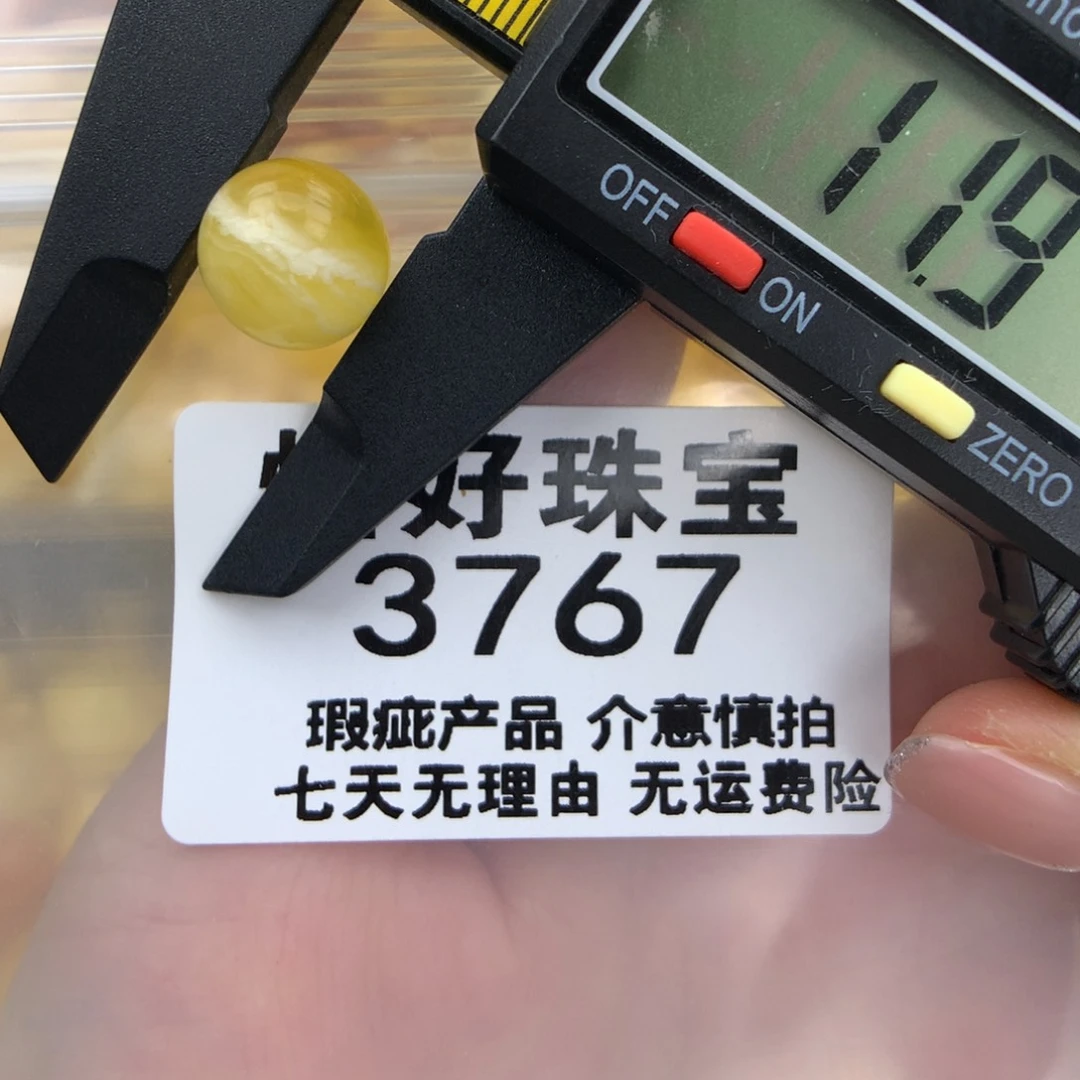 11.9
OFF
ON
ZERO
好珠宝
3767
瑕疵产品 介意慎拍
七天无理由 无运费险